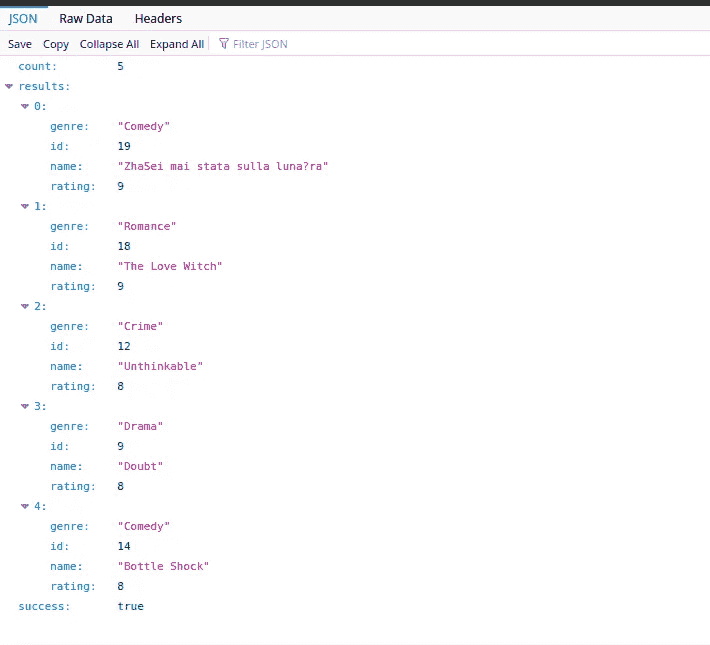 JSON Raw Data Headers
Save Copy Collapse All Expand All Filter JSON
count: 5
results:
0:
genre: "Comedy"
id: 19
name: "ZhaSei mai stata sulla luna?ra"
rating: 9
1:
genre: "Romance"
id: 18
name: "The Love Witch"
rating: 9
2:
genre: "Crime"
id: 12
name: "Unthinkable"
rating: 8
3:
genre: "Drama"
id: 9
name: "Doubt"
rating: 8
4:
genre: "Comedy"
id: 14
name: "Bottle Shock"
rating: 8
success: true